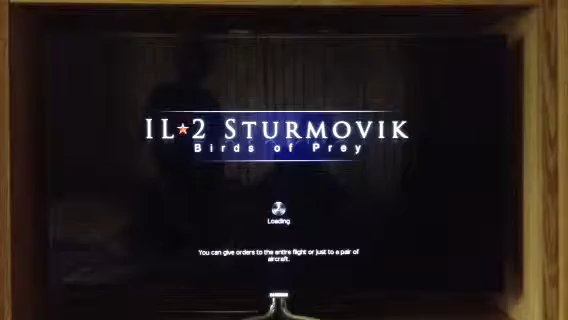 IL★2 STURMOVIK
Birds of Prey
Loading
You can give orders to the entire flight or just to a pair of
aircraft.